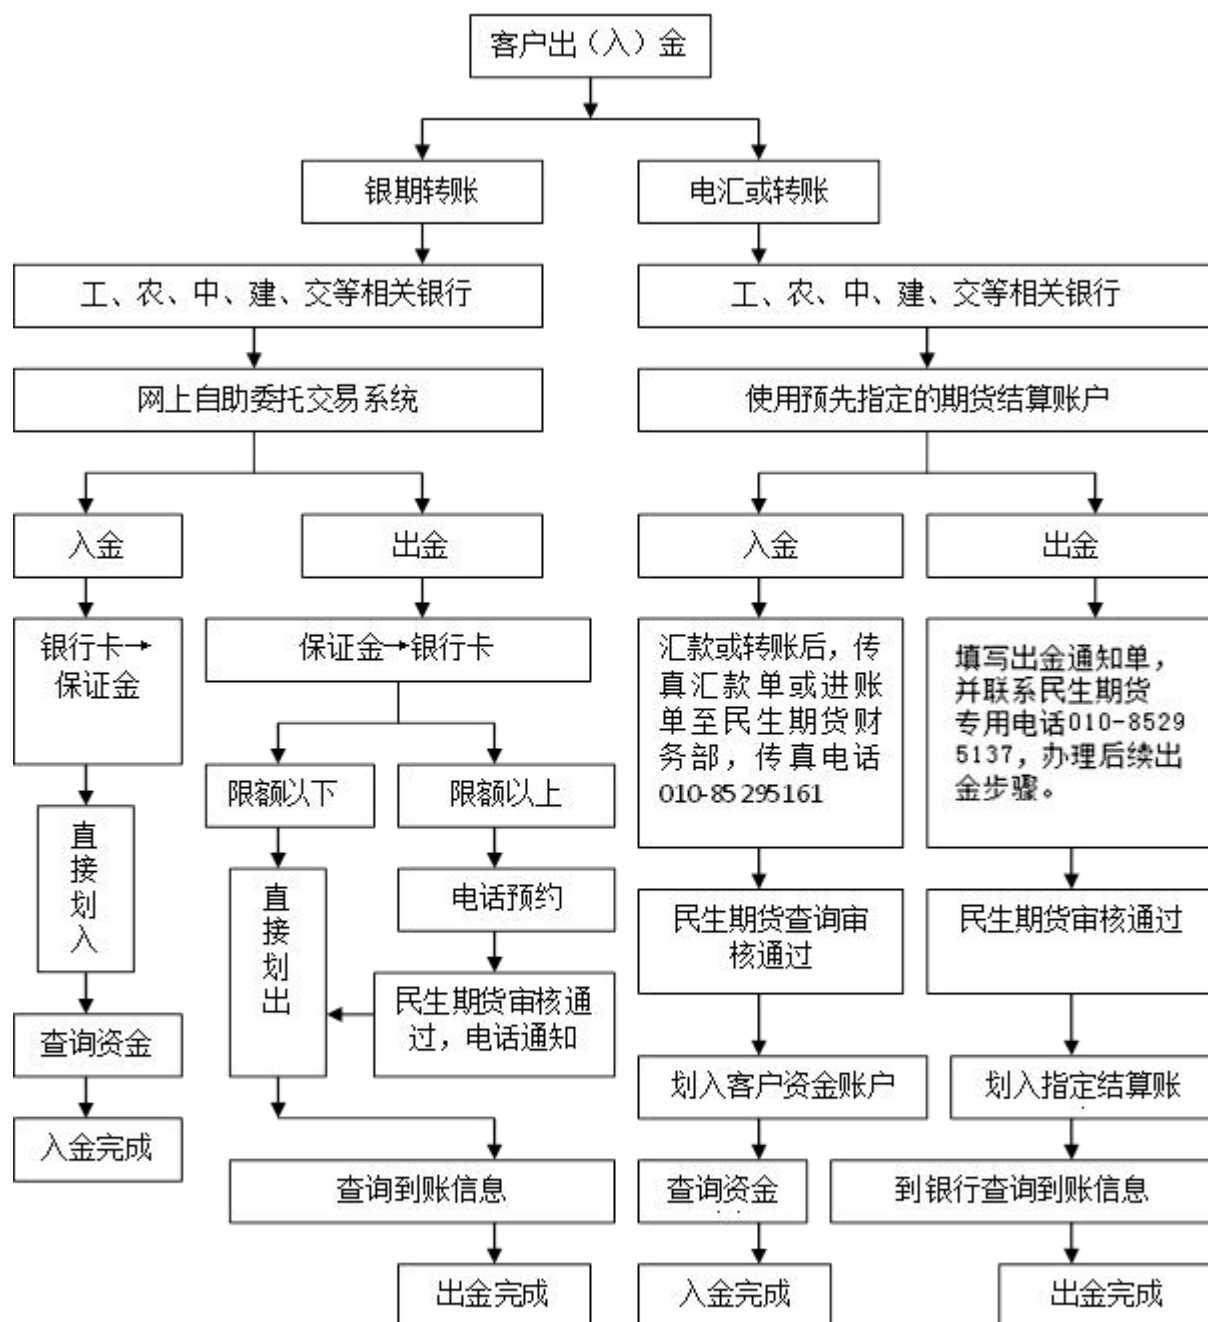 客户出（入）金
银期转账
电汇或转账
工、农、中、建、交等相关银行
工、农、中、建、交等相关银行
网上自助委托交易系统
使用预先指定的期货结算账户
入金
出金
入金
出金
银行卡→
保证金
保证金→银行卡
汇款或转账后，传
真汇款单或进账
单至民生期货财
务部，传真电话
010-85295161
填写出金通知单，
并联系民生期货
专用电话010-8529
5137，办理后续出
金步骤。
限额以下
限额以上
直
接
划
入
直
接
划
出
电话预约
民生期货查询审
核通过
民生期货审核通过
民生期货审核通
过，电话通知
查询资金
划入客户资金账户
划入指定结算账
入金完成
查询到账信息
查询资金
到银行查询到账信息
出金完成
入金完成
出金完成